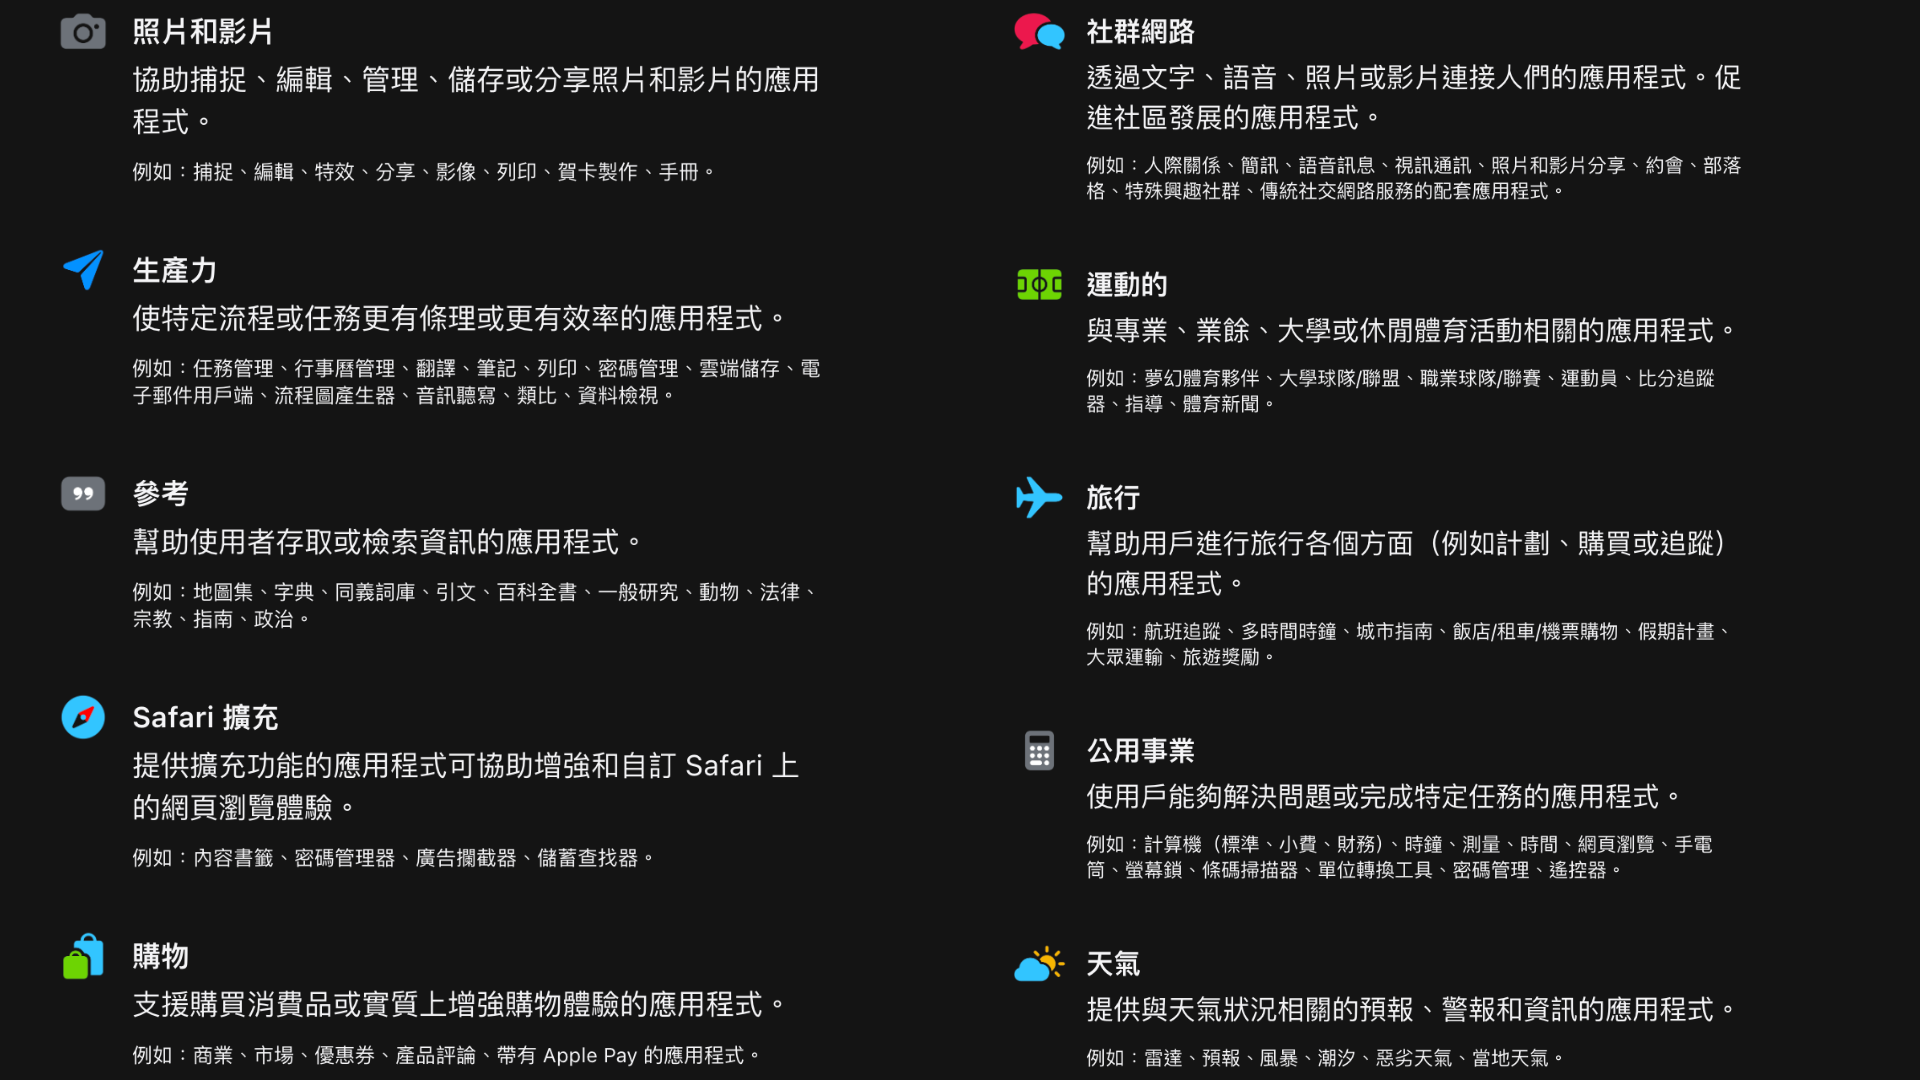 照片和影片
協助捕捉、編輯、管理、儲存或分享照片和影片的應用
程式。
例如：捕捉、編輯、特效、分享、影像、列印、賀卡製作、手冊。
生產力
使特定流程或任務更有條理或更有效率的應用程式。
例如：任務管理、行事曆管理、翻譯、筆記、列印、密碼管理、雲端儲存、電
子郵件用戶端、流程圖產生器、音訊聽寫、類比、資料檢視。
參考
幫助使用者存取或檢索資訊的應用程式。
例如：地圖集、字典、同義詞庫、引文、百科全書、一般研究、動物、法律、
宗教、指南、政治。
Safari 擴充
提供擴充功能的應用程式可協助增強和自訂 Safari 上
的網頁瀏覽體驗。
例如：內容書籤、密碼管理器、廣告攔截器、儲蓄查找器。
購物
支援購買消費品或實質上增強購物體驗的應用程式。
例如：商業、市場、優惠券、產品評論、帶有 Apple Pay 的應用程式。
社群網路
透過文字、語音、照片或影片連接人們的應用程式。促
進社區發展的應用程式。
例如：人際關係、簡訊、語音訊息、視訊通訊、照片和影片分享、約會、部落
格、特殊興趣社群、傳統社交網路服務的配套應用程式。
運動的
與專業、業餘、大學或休閒體育活動相關的應用程式。
例如：夢幻體育夥伴、大學球隊/聯盟、職業球隊/聯賽、運動員、比分追蹤
器、指導、體育新聞。
旅行
幫助用戶進行旅行各個方面（例如計劃、購買或追蹤）
的應用程式。
例如：航班追蹤、多時間時鐘、城市指南、飯店/租車/機票購物、假期計畫、
大眾運輸、旅遊獎勵。
公用事業
使用戶能夠解決問題或完成特定任務的應用程式。
例如：計算機（標準、小費、財務）、時鐘、測量、時間、網頁瀏覽、手電
筒、螢幕鎖、條碼掃描器、單位轉換工具、密碼管理、遙控器。
天氣
提供與天氣狀況相關的預報、警報和資訊的應用程式。
例如：雷達、預報、風暴、潮汐、惡劣天氣、當地天氣。